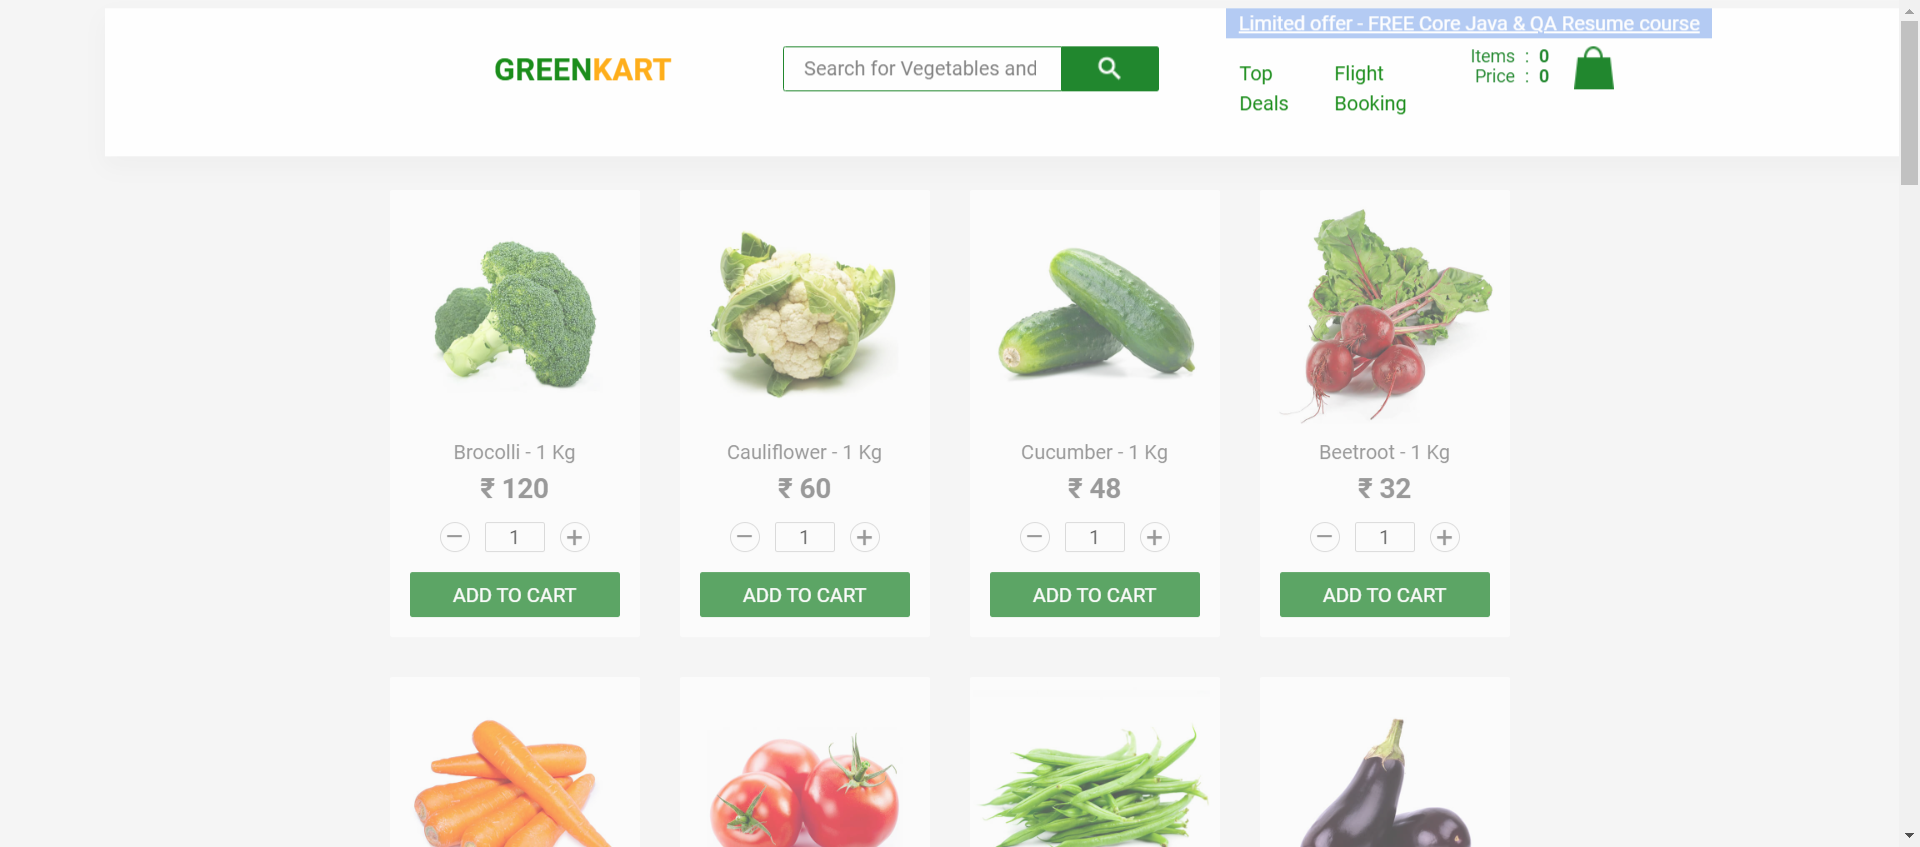 Limited offer - FREE Core Java & QA Resume course
GREENKART
Search for Vegetables and
Top Deals
Flight Booking
Items : 0
Price : 0
Brocolli - 1 Kg
₹ 120
− 1 +
ADD TO CART
Cauliflower - 1 Kg
₹ 60
− 1 +
ADD TO CART
Cucumber - 1 Kg
₹ 48
− 1 +
ADD TO CART
Beetroot - 1 Kg
₹ 32
− 1 +
ADD TO CART